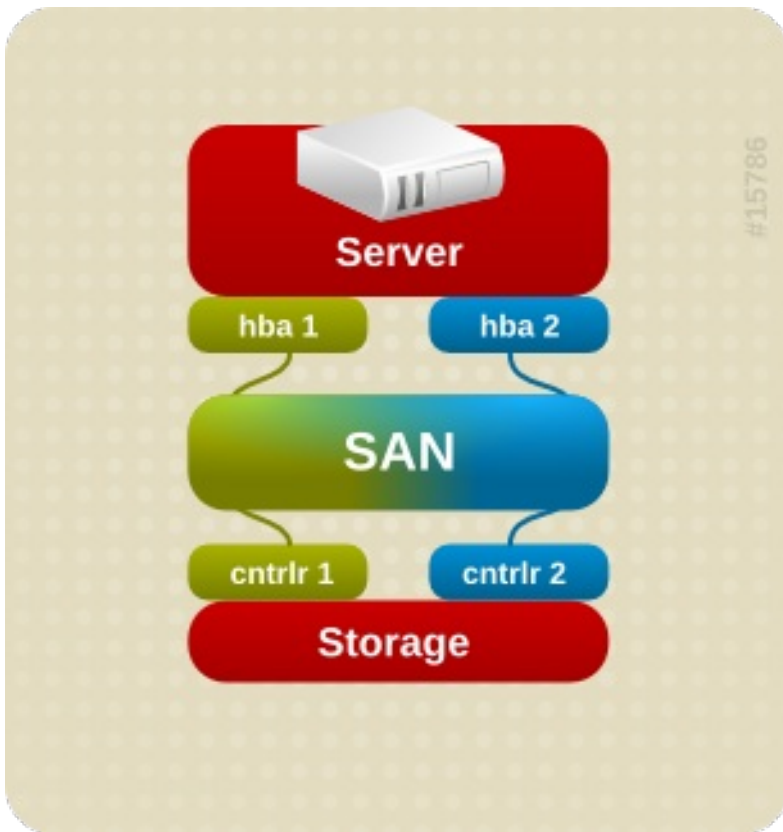 #15786
Server
hba 1
hba 2
SAN
cntrlr 1
cntrlr 2
Storage